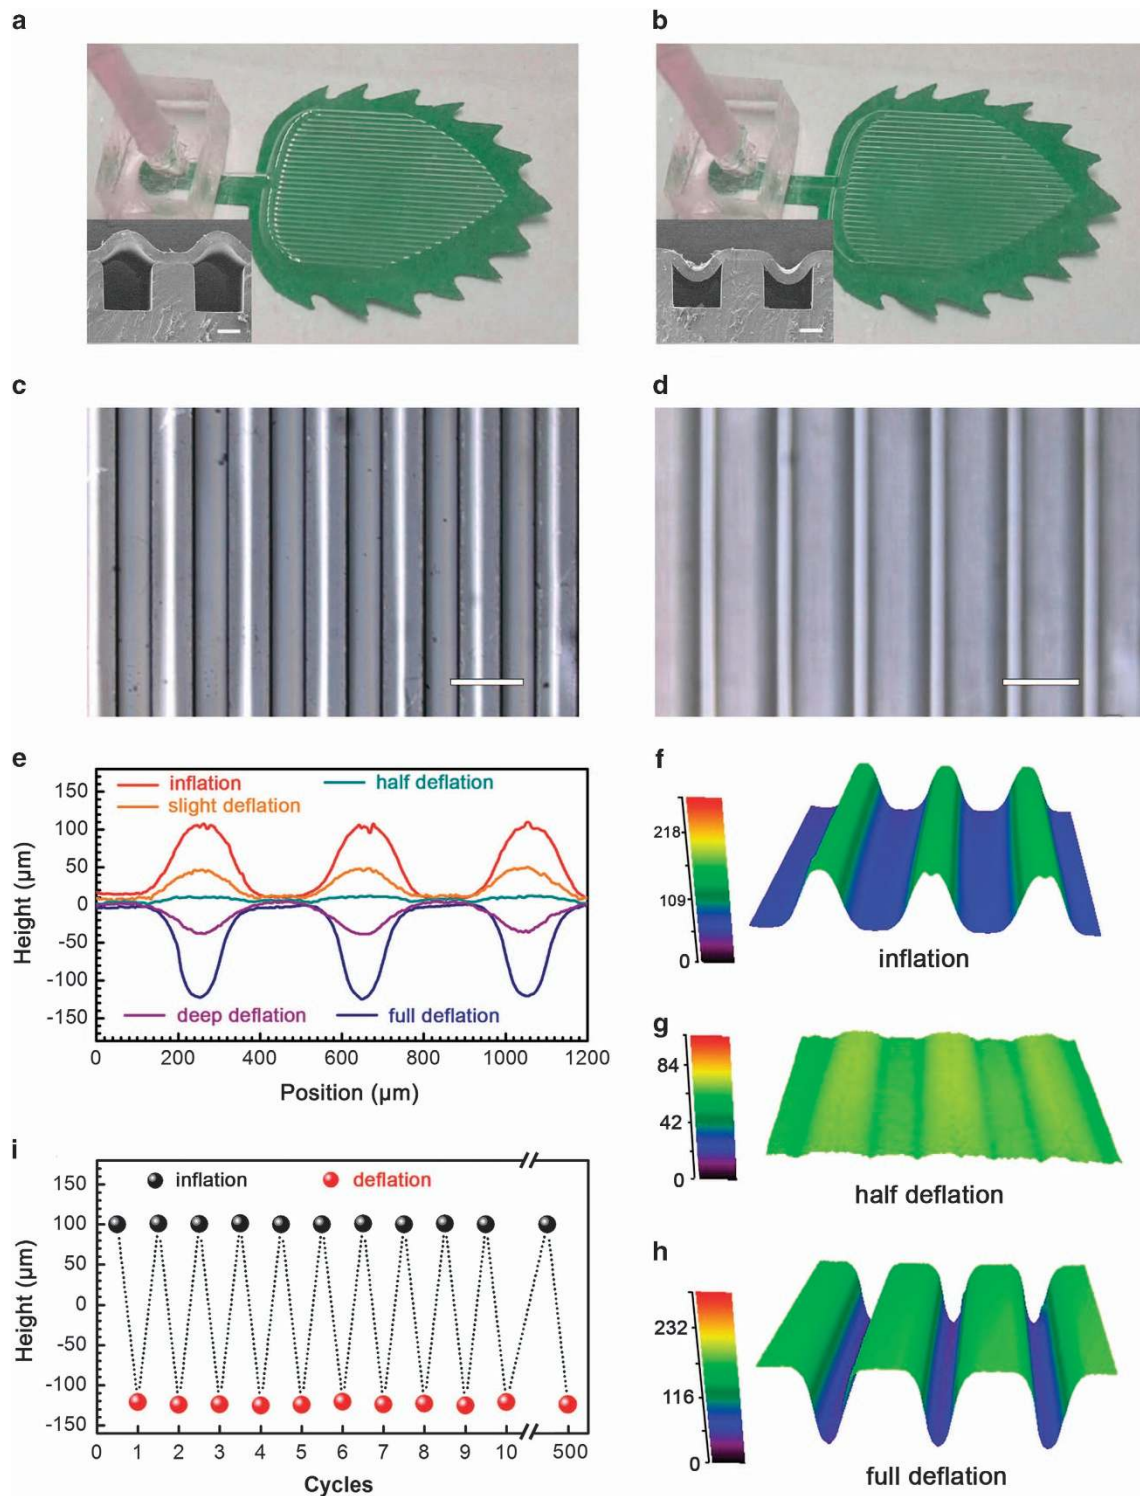 a
b
c
d
e
150
100
50
0
-50
-100
-150
Height (µm)
inflation
half deflation
slight deflation
deep deflation
full deflation
0
200
400
600
800
1000
1200
Position (µm)
f
218
109
0
inflation
g
84
42
0
half deflation
h
232
116
0
full deflation
i
150
100
50
0
-50
-100
-150
Height (µm)
inflation
deflation
0
1
2
3
4
5
6
7
8
9
10
500
Cycles